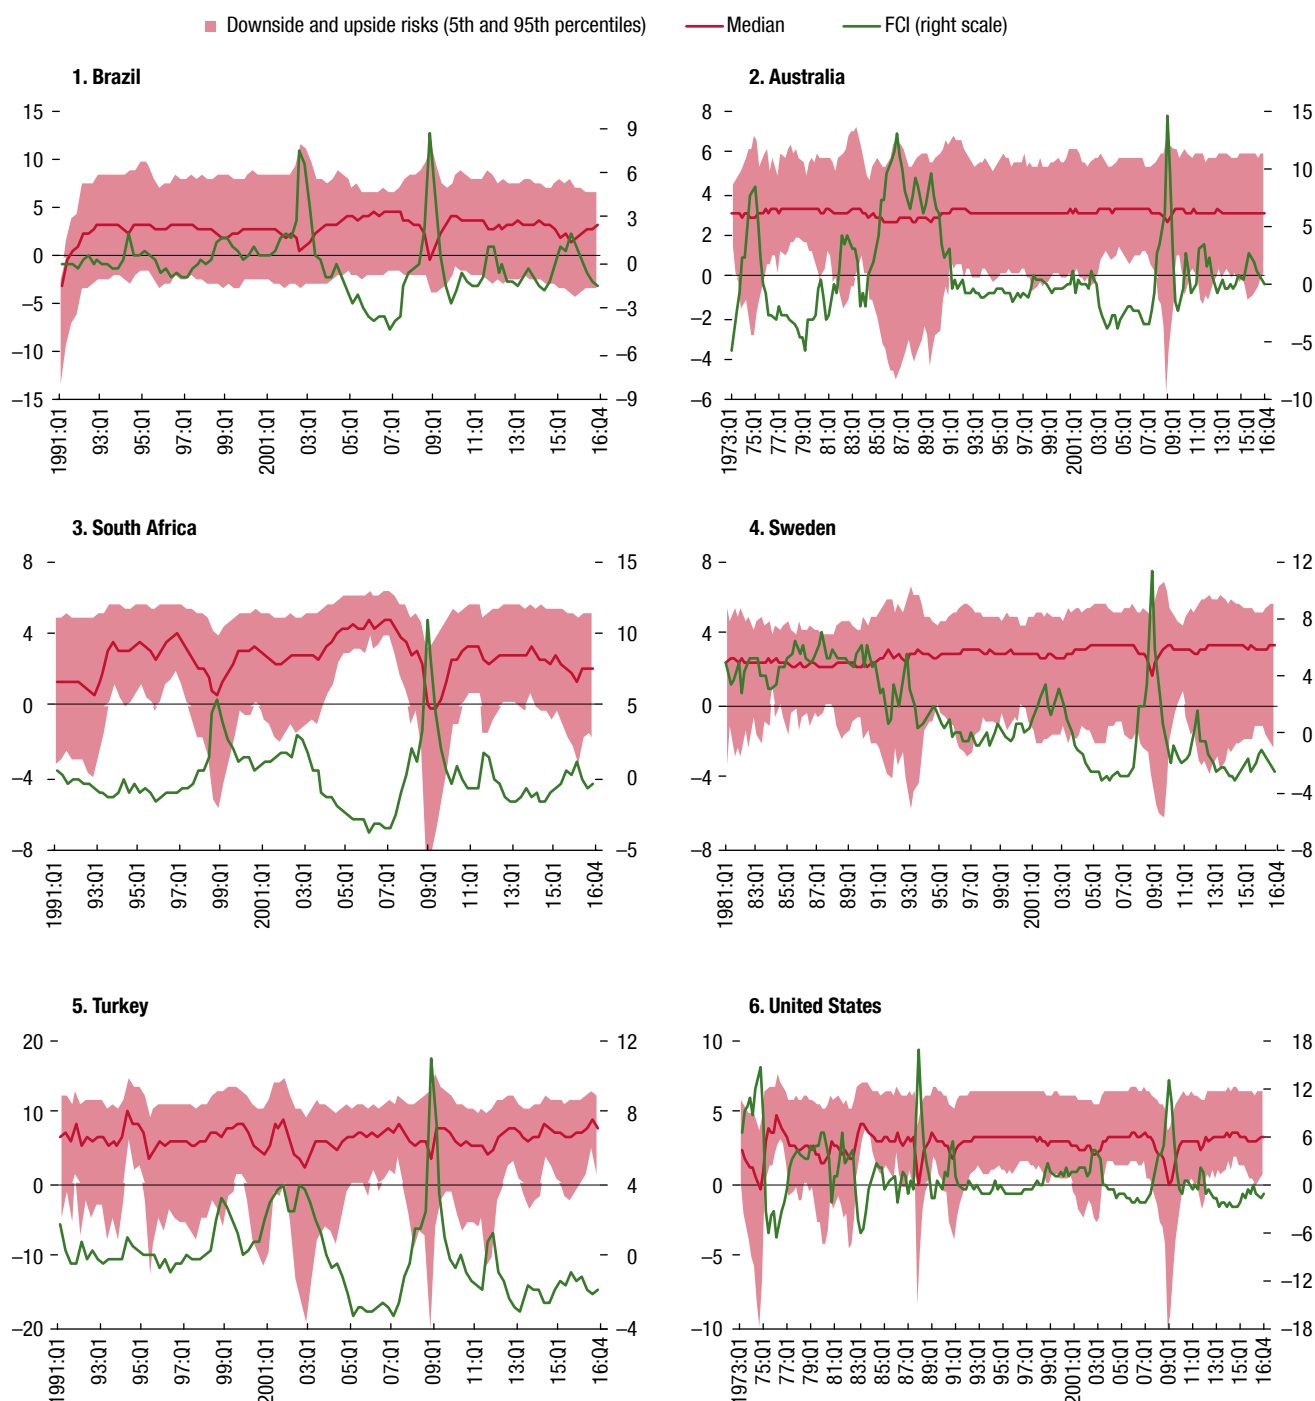 Downside and upside risks (5th and 95th percentiles) Median FCI (right scale)
1. Brazil
15
10
5
0
–5
–10
–15
9
6
3
0
–3
–6
–9
1991:Q1
93:Q1
95:Q1
97:Q1
99:Q1
2001:Q1
03:Q1
05:Q1
07:Q1
09:Q1
11:Q1
13:Q1
15:Q1
16:Q4
2. Australia
8
6
4
2
0
–2
–4
–6
15
10
5
0
–5
–10
1973:Q1
75:Q1
77:Q1
79:Q1
81:Q1
83:Q1
85:Q1
87:Q1
89:Q1
91:Q1
93:Q1
95:Q1
97:Q1
99:Q1
2001:Q1
03:Q1
05:Q1
07:Q1
09:Q1
11:Q1
13:Q1
15:Q1
16:Q4
3. South Africa
8
4
0
–4
–8
15
10
5
0
–5
1991:Q1
93:Q1
95:Q1
97:Q1
99:Q1
2001:Q1
03:Q1
05:Q1
07:Q1
09:Q1
11:Q1
13:Q1
15:Q1
16:Q4
4. Sweden
8
4
0
–4
–8
12
8
4
0
–4
–8
1981:Q1
83:Q1
85:Q1
87:Q1
89:Q1
91:Q1
93:Q1
95:Q1
97:Q1
99:Q1
2001:Q1
03:Q1
05:Q1
07:Q1
09:Q1
11:Q1
13:Q1
15:Q1
16:Q4
5. Turkey
20
10
0
–10
–20
12
8
4
0
–4
1991:Q1
93:Q1
95:Q1
97:Q1
99:Q1
2001:Q1
03:Q1
05:Q1
07:Q1
09:Q1
11:Q1
13:Q1
15:Q1
16:Q4
6. United States
10
5
0
–5
–10
18
12
6
0
–6
–12
–18
1973:Q1
75:Q1
77:Q1
79:Q1
81:Q1
83:Q1
85:Q1
87:Q1
89:Q1
91:Q1
93:Q1
95:Q1
97:Q1
99:Q1
2001:Q1
03:Q1
05:Q1
07:Q1
09:Q1
11:Q1
13:Q1
15:Q1
16:Q4